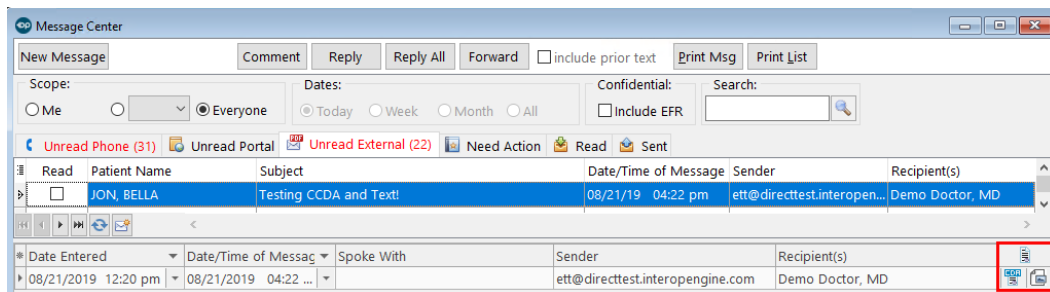 Message Center
New Message Comment Reply Reply All Forward include prior text Print Msg Print List
Scope: Dates: Confidential: Search:
Me Everyone Today Week Month All Include EFR
Unread Phone (31) Unread Portal Unread External (22) Need Action Read Sent
Read Patient Name Subject Date/Time of Message Sender Recipient(s)
JON, BELLA Testing CCDA and Text! 08/21/19 04:22 pm ett@directtest.interopen... Demo Doctor, MD
Date Entered Date/Time of Messag Spoke With Sender Recipient(s)
08/21/2019 12:20 pm 08/21/2019 04:22 ... ett@directtest.interopengine.com Demo Doctor, MD